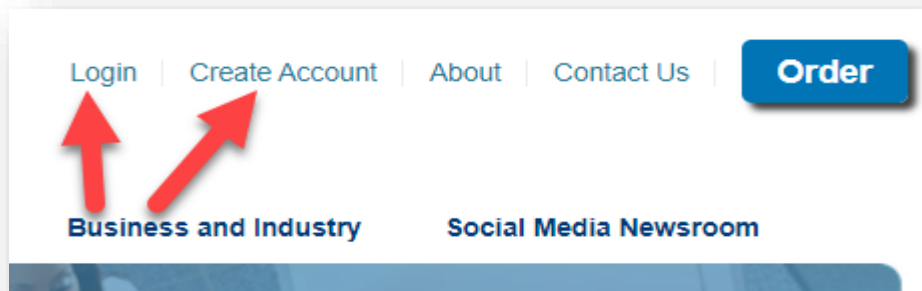 Login Create Account About Contact Us Order
Business and Industry Social Media Newsroom